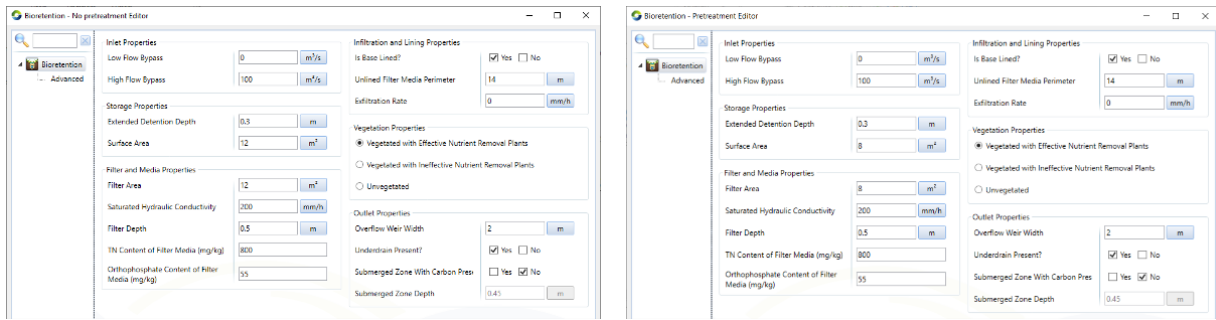 Bioretention - No pretreatment Editor
Bioretention
Advanced
Inlet Properties
Low Flow Bypass 0 m³/s
High Flow Bypass 100 m³/s
Storage Properties
Extended Detention Depth 0.3 m
Surface Area 12 m²
Filter and Media Properties
Filter Area 12 m²
Saturated Hydraulic Conductivity 200 mm/h
Filter Depth 0.5 m
TN Content of Filter Media (mg/kg) 800
Orthophosphate Content of Filter
Media (mg/kg) 55
Infiltration and Lining Properties
Is Base Lined? Yes No
Unlined Filter Media Perimeter 14 m
Exfiltration Rate 0 mm/h
Vegetation Properties
Vegetated with Effective Nutrient Removal Plants
Vegetated with Ineffective Nutrient Removal Plants
Unvegetated
Outlet Properties
Overflow Weir Width 2 m
Underdrain Present? Yes No
Submerged Zone With Carbon Pres Yes No
Submerged Zone Depth 0.45 m
Bioretention - Pretreatment Editor
Bioretention
Advanced
Inlet Properties
Low Flow Bypass 0 m³/s
High Flow Bypass 100 m³/s
Storage Properties
Extended Detention Depth 0.3 m
Surface Area 8 m²
Filter and Media Properties
Filter Area 8 m²
Saturated Hydraulic Conductivity 200 mm/h
Filter Depth 0.5 m
TN Content of Filter Media (mg/kg) 800
Orthophosphate Content of Filter
Media (mg/kg) 55
Infiltration and Lining Properties
Is Base Lined? Yes No
Unlined Filter Media Perimeter 14 m
Exfiltration Rate 0 mm/h
Vegetation Properties
Vegetated with Effective Nutrient Removal Plants
Vegetated with Ineffective Nutrient Removal Plants
Unvegetated
Outlet Properties
Overflow Weir Width 2 m
Underdrain Present? Yes No
Submerged Zone With Carbon Pres Yes No
Submerged Zone Depth 0.45 m